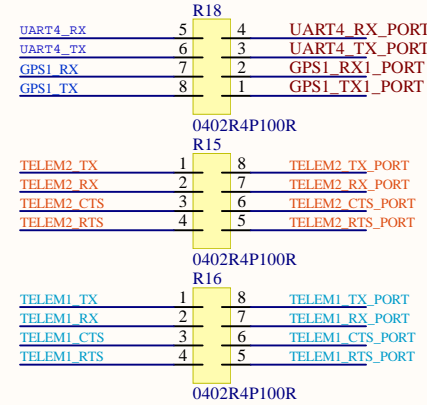 R18
UART4_RX 5 4 UART4_RX_PORT
UART4_TX 6 3 UART4_TX_PORT
GPS1_RX 7 2 GPS1_RX1_PORT
GPS1_TX 8 1 GPS1_TX1_PORT
0402R4P100R
R15
TELEM2_TX 1 8 TELEM2_TX_PORT
TELEM2_RX 2 7 TELEM2_RX_PORT
TELEM2_CTS 3 6 TELEM2_CTS_PORT
TELEM2_RTS 4 5 TELEM2_RTS_PORT
0402R4P100R
R16
TELEM1_TX 1 8 TELEM1_TX_PORT
TELEM1_RX 2 7 TELEM1_RX_PORT
TELEM1_CTS 3 6 TELEM1_CTS_PORT
TELEM1_RTS 4 5 TELEM1_RTS_PORT
0402R4P100R